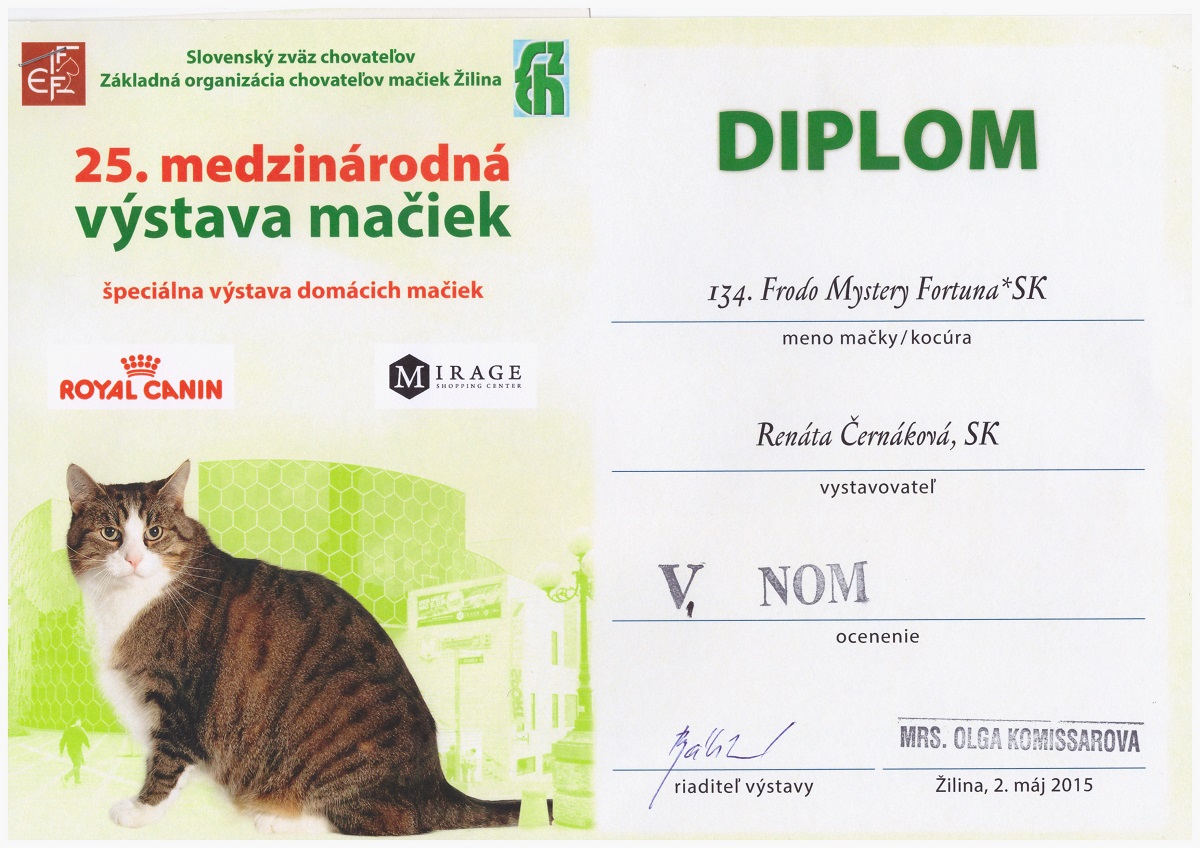 FIFE
Slovenský zväz chovateľov
Základná organizácia chovateľov mačiek Žilina
szch
25. medzinárodná
výstava mačiek
špeciálna výstava domácich mačiek
ROYAL CANIN
MIRAGE
SHOPPING CENTER
DIPLOM
134. Frodo Mystery Fortuna*SK
meno mačky/kocúra
Renáta Černáková, SK
vystavovateľ
V, NOM
ocenenie
riaditeľ výstavy
MRS. OLGA KOMISSAROVA
Žilina, 2. máj 2015